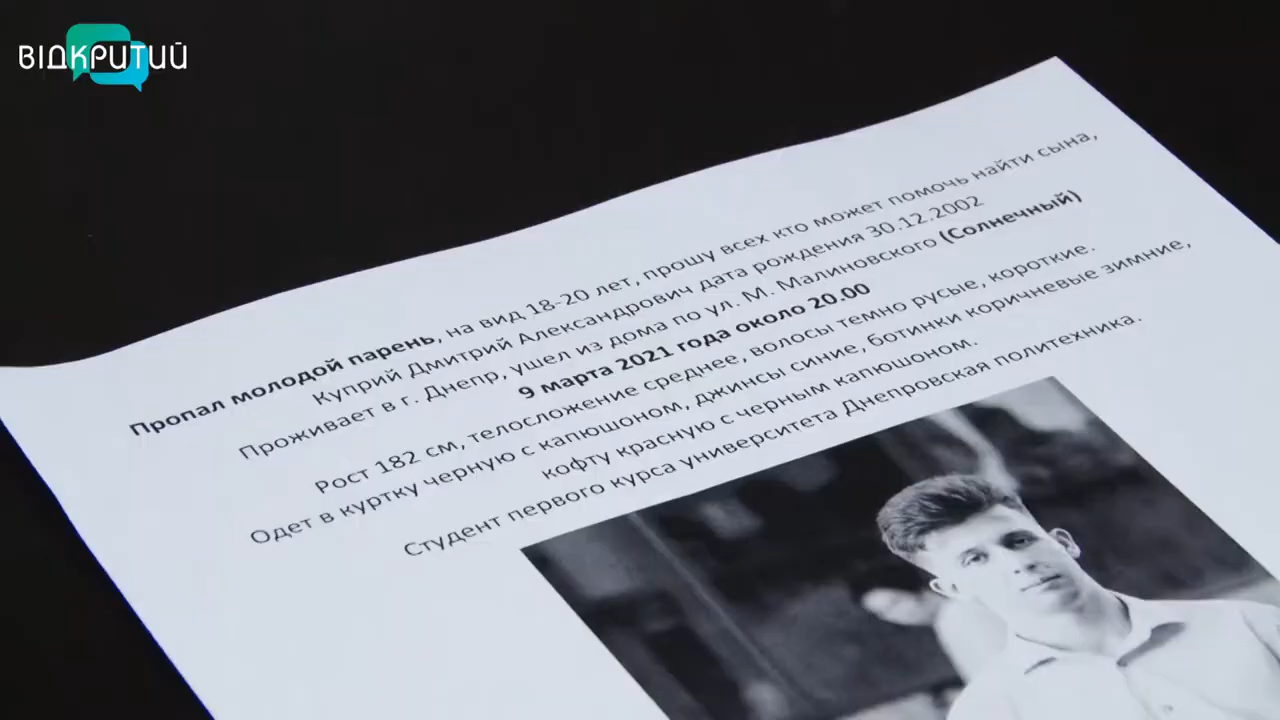 ВІДКРИТИЙ
Пропал молодой парень, на вид 18-20 лет, прошу всех кто может помочь найти сына,
Куприй Дмитрий Александрович дата рождения 30.12.2002
Проживает в г. Днепр, ушел из дома по ул. М. Малиновского (Солнечный)
9 марта 2021 года около 20.00
Рост 182 см, телосложение среднее, волосы темно русые, короткие.
Одет в куртку черную с капюшоном, джинсы синие, ботинки коричневые зимние,
кофту красную с черным капюшоном.
Студент первого курса университета Днепровская политехника.